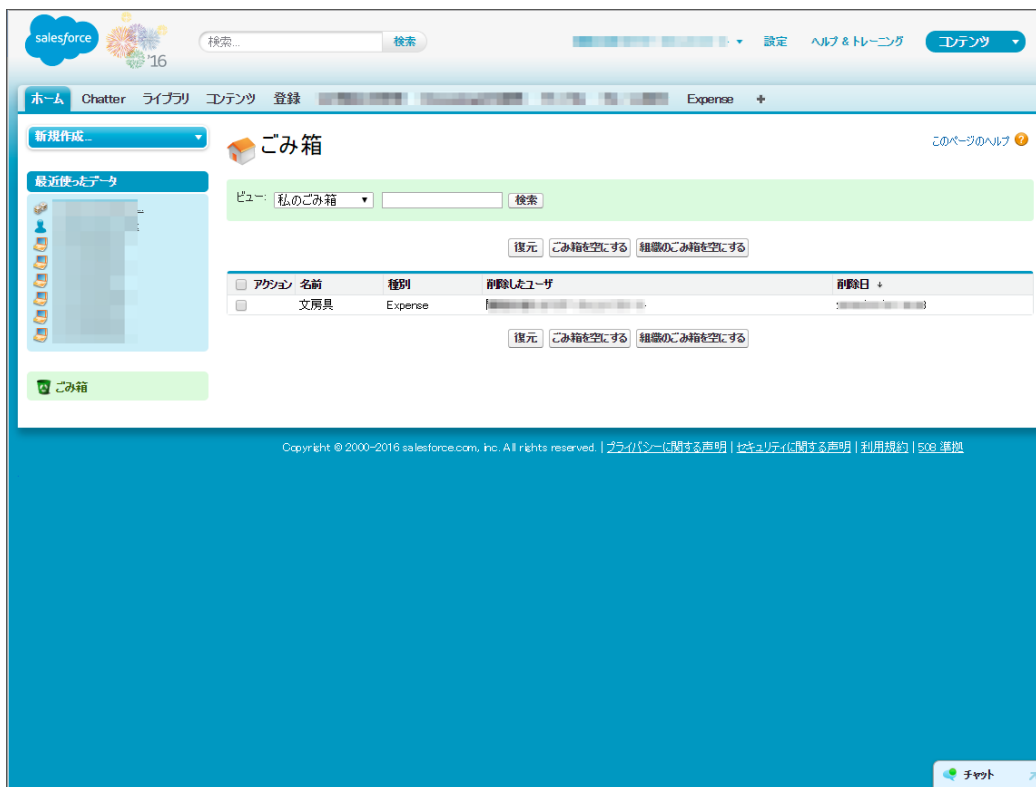 salesforce
'16
検索...
検索
設定
ヘルプ & トレーニング
コンテンツ
ホーム Chatter ライブラリ コンテンツ 登録 Expense +
新規作成...
ごみ箱
このページのヘルプ ?
最近使ったデータ
ビュー: 私のごみ箱 検索
復元 ごみ箱を空にする 組織のごみ箱を空にする
アクション 名前 種別 削除したユーザ 削除日 ↓
文房具 Expense
復元 ごみ箱を空にする 組織のごみ箱を空にする
ごみ箱
Copyright © 2000-2016 salesforce.com, inc. All rights reserved. | プライバシーに関する声明 | セキュリティに関する声明 | 利用規約 | 508 準拠
チャット